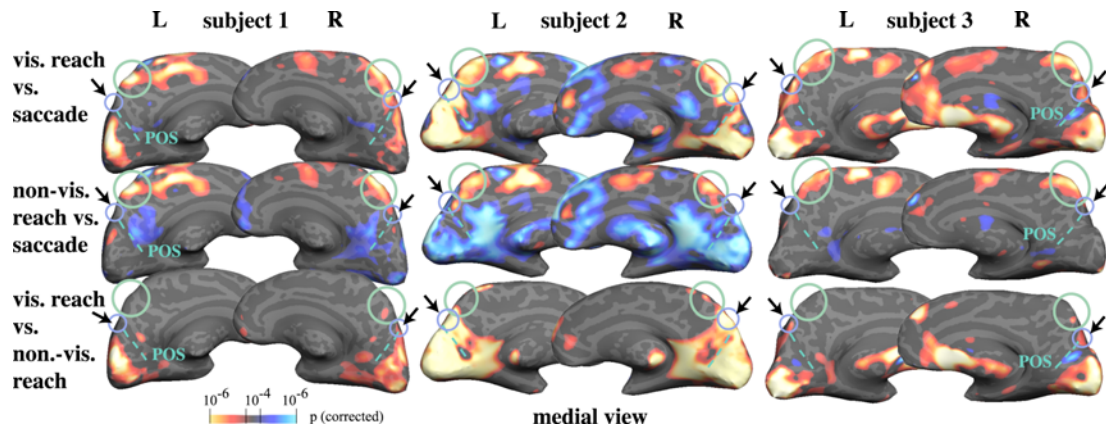 L subject 1 R L subject 2 R L subject 3 R
vis. reach
vs.
saccade
POS POS
non-vis.
reach vs.
saccade
POS POS
vis. reach
vs.
non.-vis.
reach
POS POS
10⁻⁶ 10⁻⁴ 10⁻⁶
p (corrected)
medial view